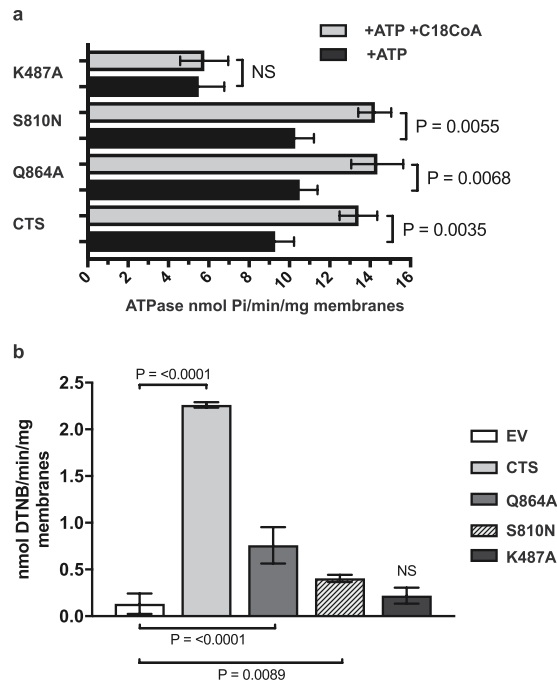 a
+ATP +C18CoA
+ATP
K487A
NS
S810N
P = 0.0055
Q864A
P = 0.0068
CTS
P = 0.0035
0 2 4 6 8 10 12 14 16
ATPase nmol Pi/min/mg membranes
b
P = <0.0001
2.5
2.0
1.5
1.0
0.5
0.0
nmol DTNB/min/mg
membranes
NS
EV
CTS
Q864A
S810N
K487A
P = <0.0001
P = 0.0089